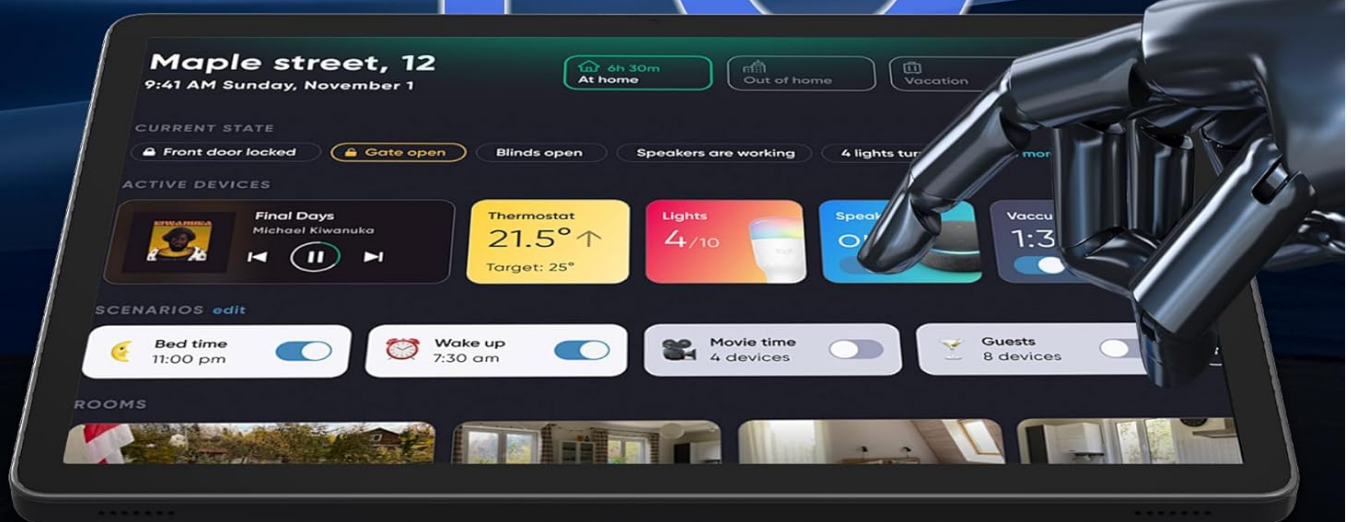 Maple street, 12
9:41 AM Sunday, November 1
6h 30m
At home
Out of home
Vacation
CURRENT STATE
Front door locked
Gate open
Blinds open
Speakers are working
4 lights
ACTIVE DEVICES
Final Days
Michael Kiwanuka
Thermostat
21.5° ↑
Target: 25°
Lights
4/10
SCENARIOS edit
Bed time
11:00 pm
Wake up
7:30 am
Movie time
4 devices
Guests
8 devices
ROOMS